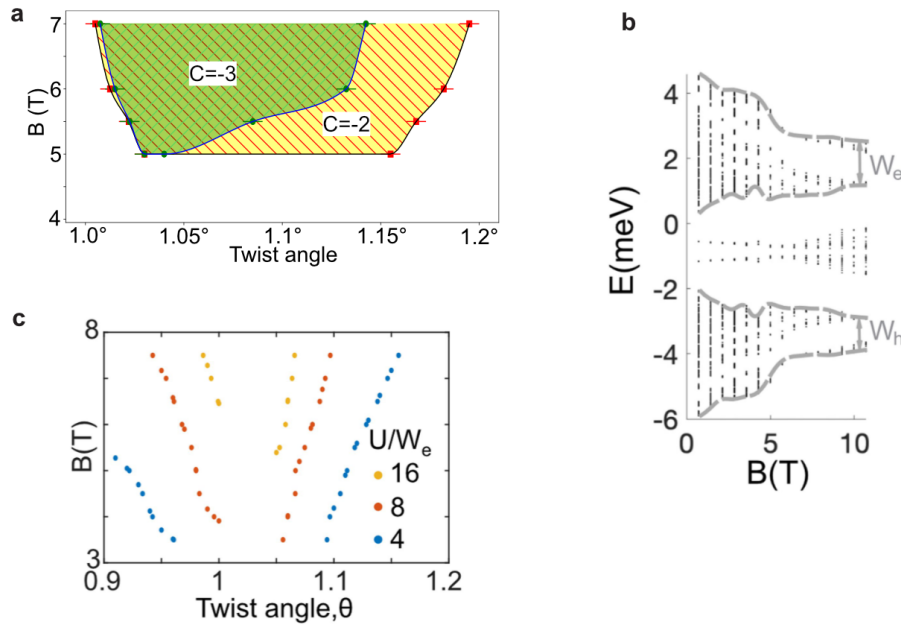 a
7
6
5
4
B (T)
C=-3
C=-2
1.0°
1.05°
1.1°
1.15°
1.2°
Twist angle
b
4
2
0
-2
-4
-6
E(meV)
We
Wh
0
5
10
B(T)
c
8
3
B(T)
U/We
16
8
4
0.9
1
1.1
1.2
Twist angle,θ